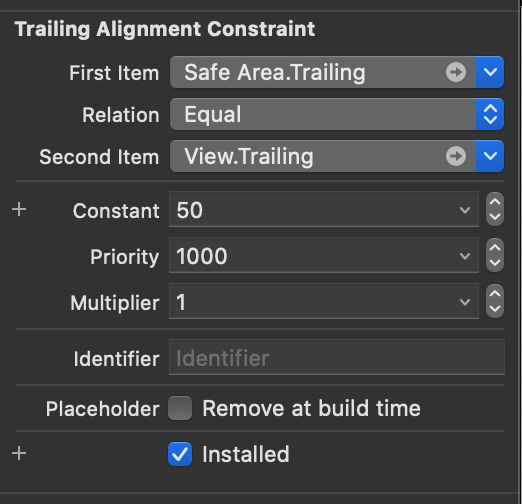 Trailing Alignment Constraint
First Item Safe Area.Trailing
Relation Equal
Second Item View.Trailing
+ Constant 50
Priority 1000
Multiplier 1
Identifier Identifier
Placeholder Remove at build time
+ Installed